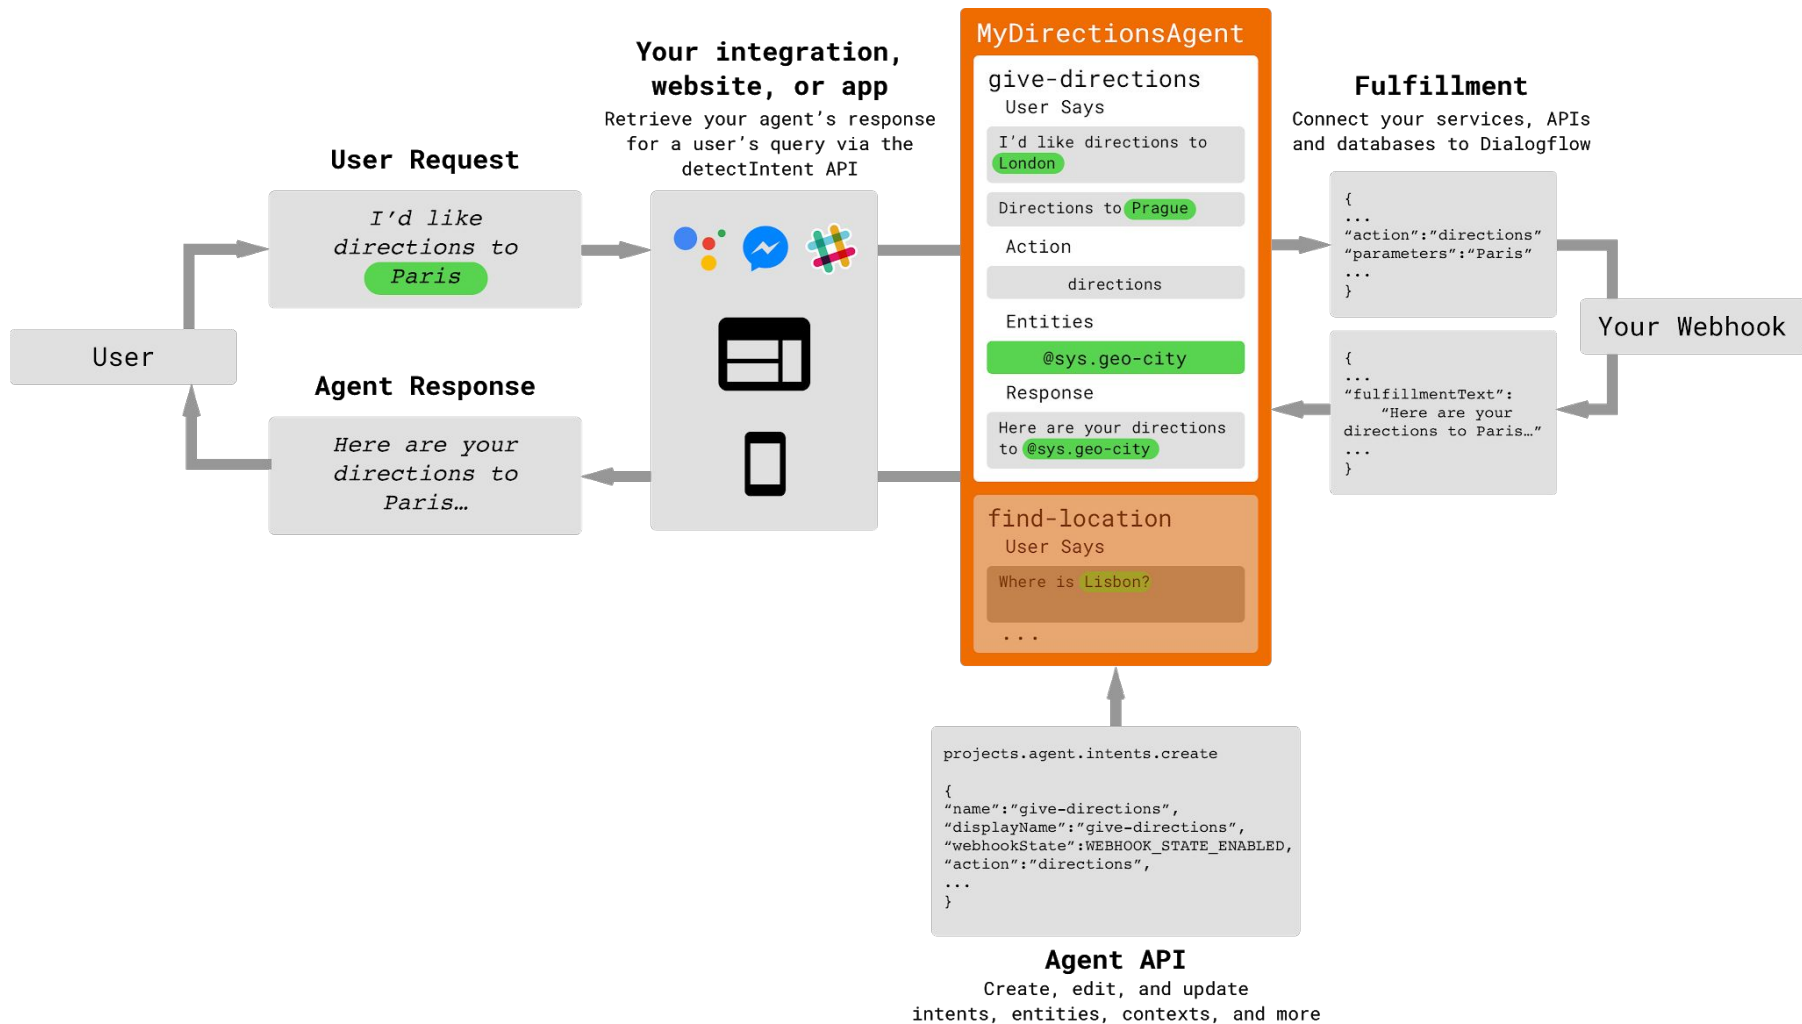 User
User Request
I’d like
directions to
Paris
Agent Response
Here are your
directions to
Paris…
Your integration,
website, or app
Retrieve your agent’s response
for a user’s query via the
detectIntent API
MyDirectionsAgent
give-directions
User Says
I’d like directions to
London
Directions to Prague
Action
directions
Entities
@sys.geo-city
Response
Here are your directions
to @sys.geo-city
find-location
User Says
Where is Lisbon?
...
Fulfillment
Connect your services, APIs
and databases to Dialogflow
{
...
“action”:”directions”
“parameters”:“Paris”
...
}
Your Webhook
{
...
“fulfillmentText”:
“Here are your
directions to Paris…”
...
}
projects.agent.intents.create
{
“name”:”give-directions”,
“displayName”:”give-directions”,
“webhookState”:WEBHOOK_STATE_ENABLED,
“action”:”directions”,
...
}
Agent API
Create, edit, and update
intents, entities, contexts, and more